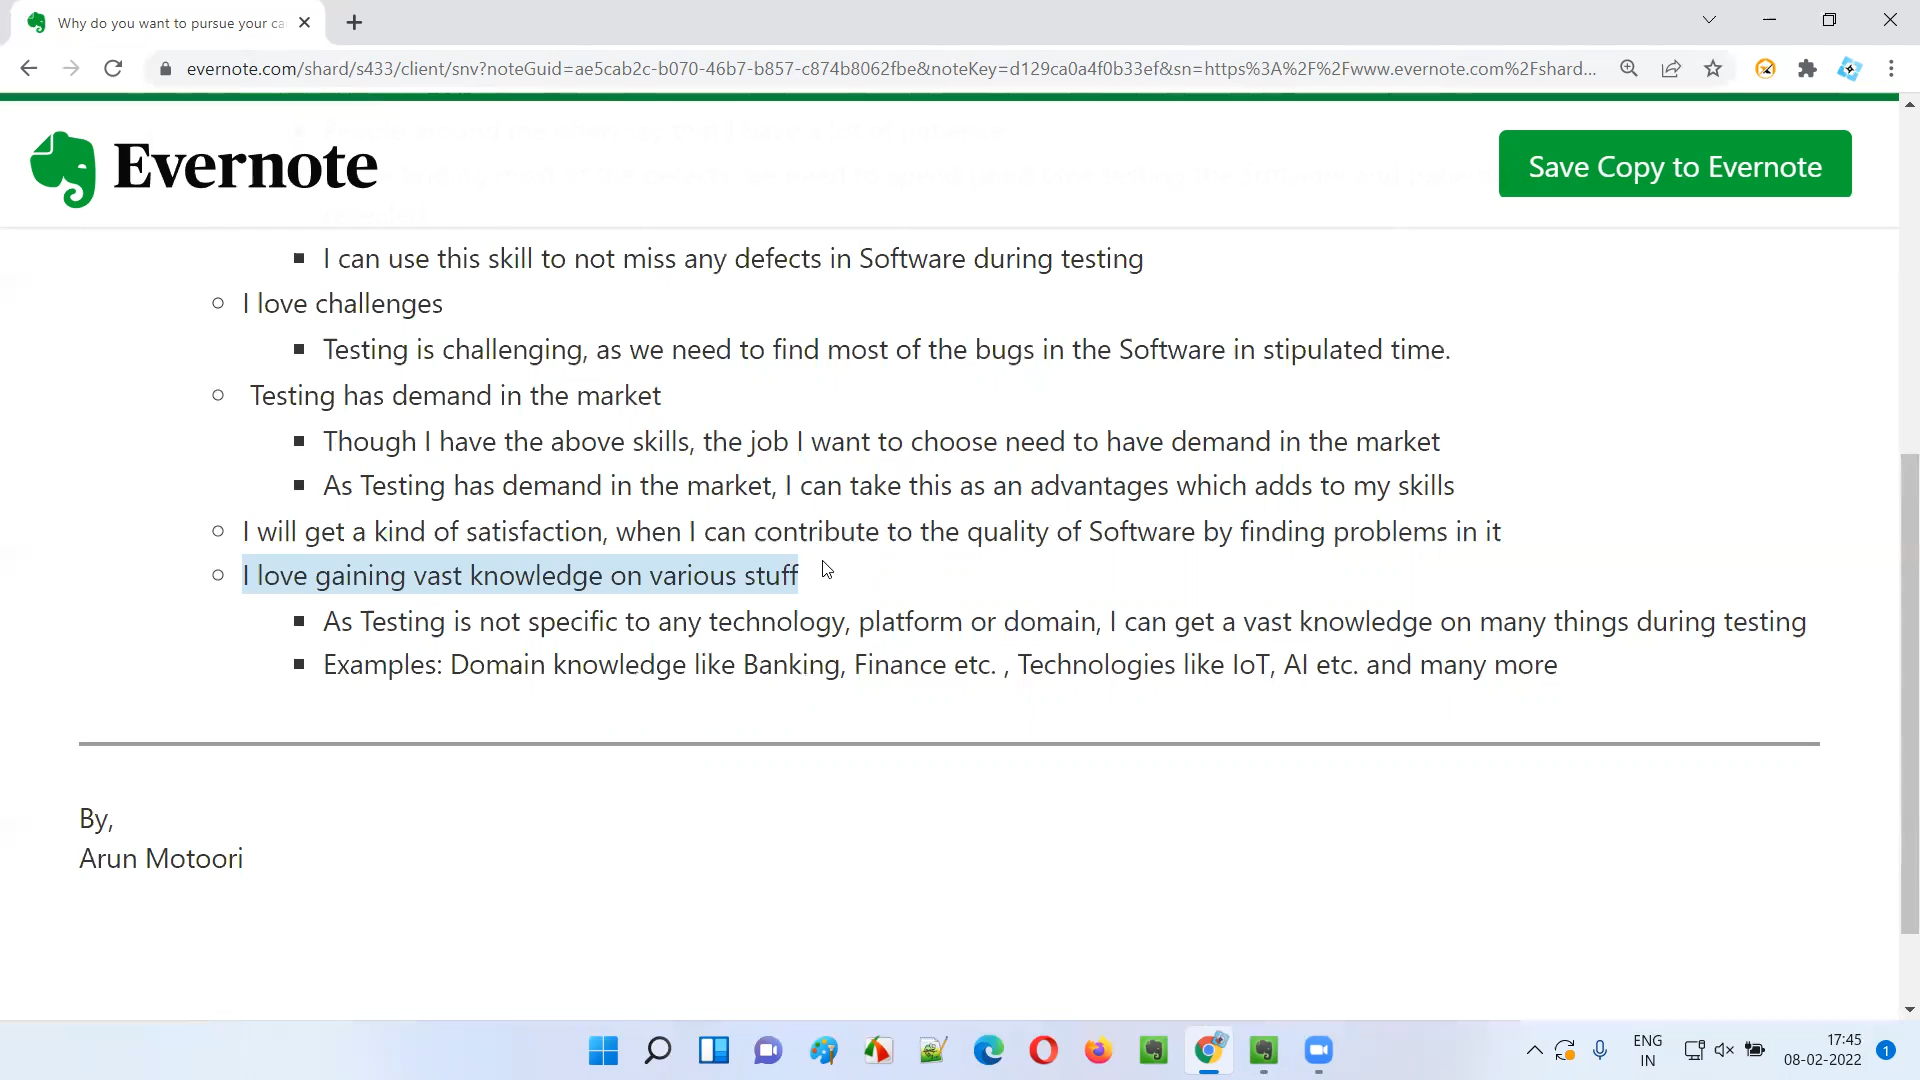 Why do you want to pursue your ca
evernote.com/shard/s433/client/snv?noteGuid=ae5cab2c-b070-46b7-b857-c874b8062fbe&noteKey=d129ca0a4f0b33ef&sn=https%3A%2F%2Fwww.evernote.com%2Fshard...
Evernote
Save Copy to Evernote
I can use this skill to not miss any defects in Software during testing
I love challenges
Testing is challenging, as we need to find most of the bugs in the Software in stipulated time.
Testing has demand in the market
Though I have the above skills, the job I want to choose need to have demand in the market
As Testing has demand in the market, I can take this as an advantages which adds to my skills
I will get a kind of satisfaction, when I can contribute to the quality of Software by finding problems in it
I love gaining vast knowledge on various stuff
As Testing is not specific to any technology, platform or domain, I can get a vast knowledge on many things during testing
Examples: Domain knowledge like Banking, Finance etc. , Technologies like IoT, AI etc. and many more
By,
Arun Motoori
ENG
IN
17:45
08-02-2022
1